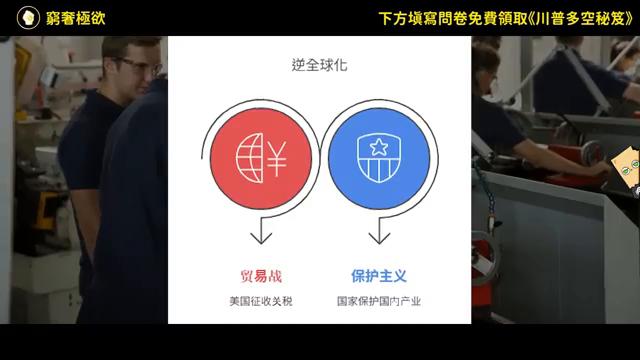 窮奢極欲
下方填寫問卷免費領取《川普多空秘笈》
逆全球化
¥
贸易战
保护主义
美国征收关税
国家保护国内产业